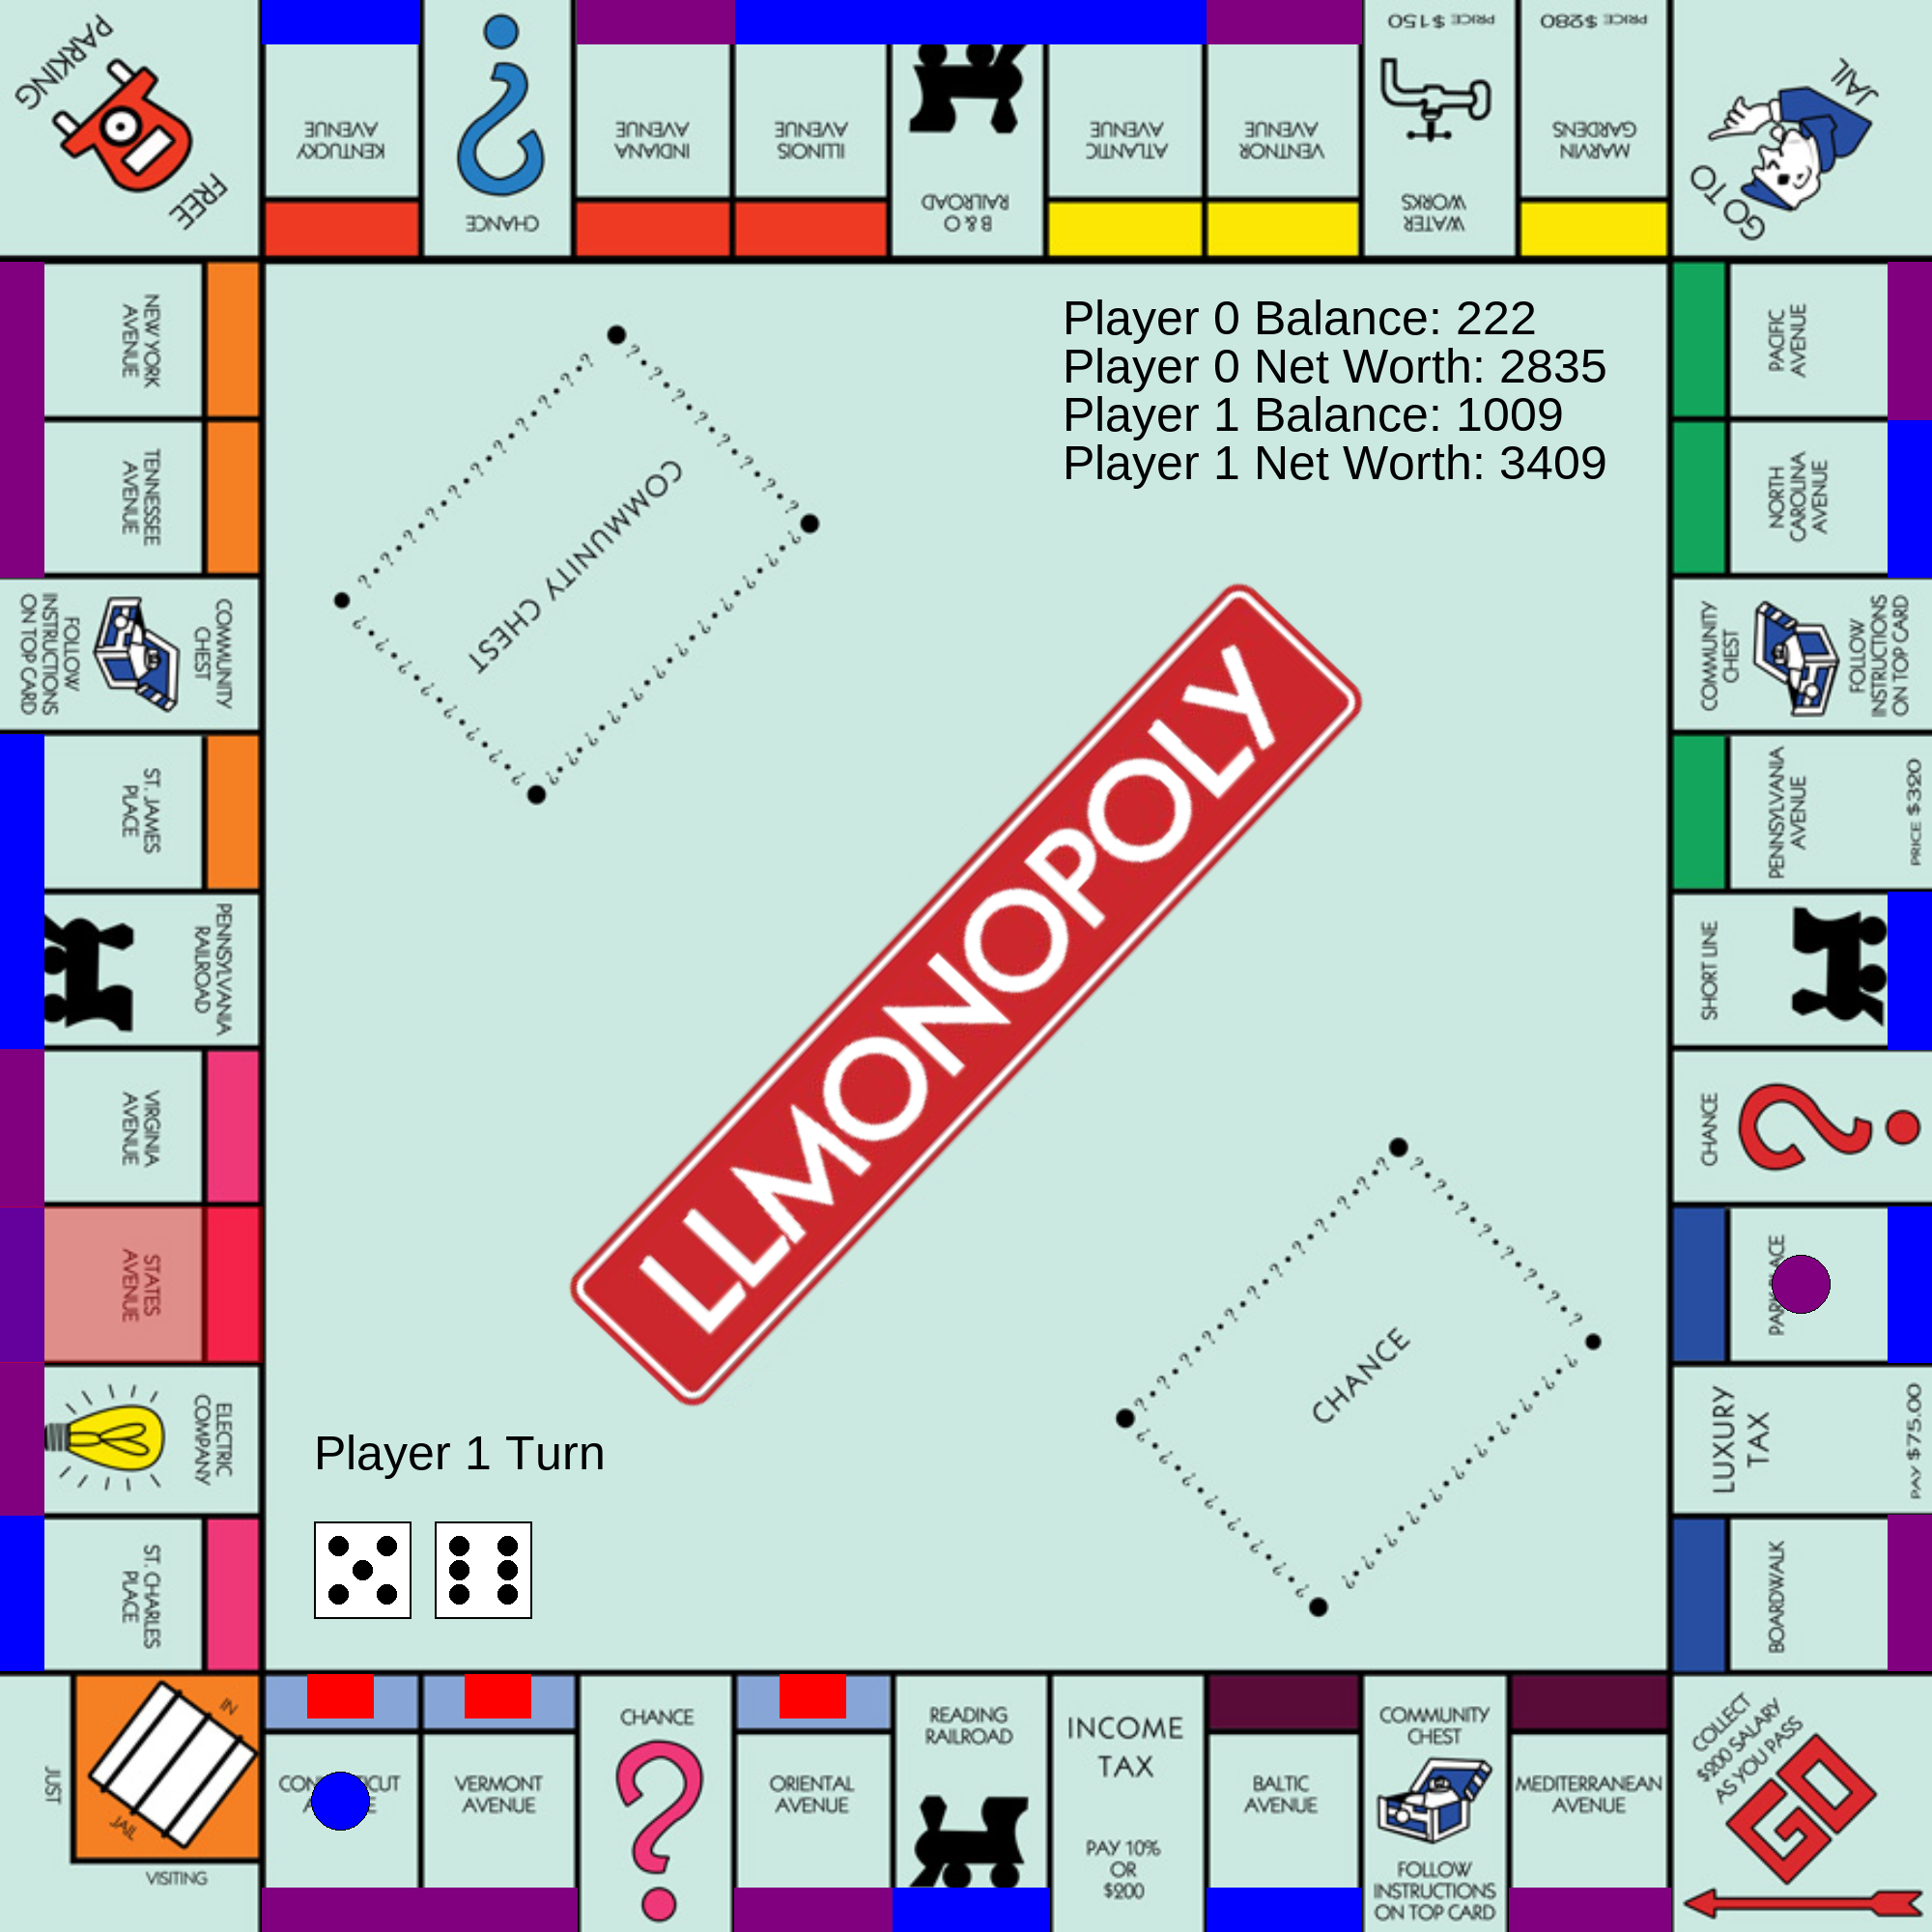 FREE
PARKING
KENTUCKY
AVENUE
CHANCE
INDIANA
AVENUE
ILLINOIS
AVENUE
B & O
RAILROAD
ATLANTIC
AVENUE
VENTNOR
AVENUE
WATER
WORKS
PRICE $150
MARVIN
GARDENS
PRICE $280
GO TO
JAIL
NEW YORK
AVENUE
TENNESSEE
AVENUE
COMMUNITY
CHEST
FOLLOW
INSTRUCTIONS
ON TOP CARD
ST. JAMES
PLACE
PENNSYLVANIA
RAILROAD
VIRGINIA
AVENUE
STATES
AVENUE
ELECTRIC
COMPANY
ST. CHARLES
PLACE
Player 0 Balance: 222
Player 0 Net Worth: 2835
Player 1 Balance: 1009
Player 1 Net Worth: 3409
COMMUNITY CHEST
LLMONOPOLY
CHANCE
Player 1 Turn
PACIFIC
AVENUE
NORTH
CAROLINA
AVENUE
COMMUNITY
CHEST
FOLLOW
INSTRUCTIONS
ON TOP CARD
PENNSYLVANIA
AVENUE
PRICE $320
SHORT LINE
CHANCE
LUXURY
TAX
PAY $75.00
BOARDWALK
JUST
VISITING
IN
JAIL
VERMONT
AVENUE
CHANCE
ORIENTAL
AVENUE
READING
RAILROAD
INCOME
TAX
PAY 10%
OR
$200
BALTIC
AVENUE
COMMUNITY
CHEST
FOLLOW
INSTRUCTIONS
ON TOP CARD
MEDITERRANEAN
AVENUE
COLLECT
$200 SALARY
AS YOU PASS
GO